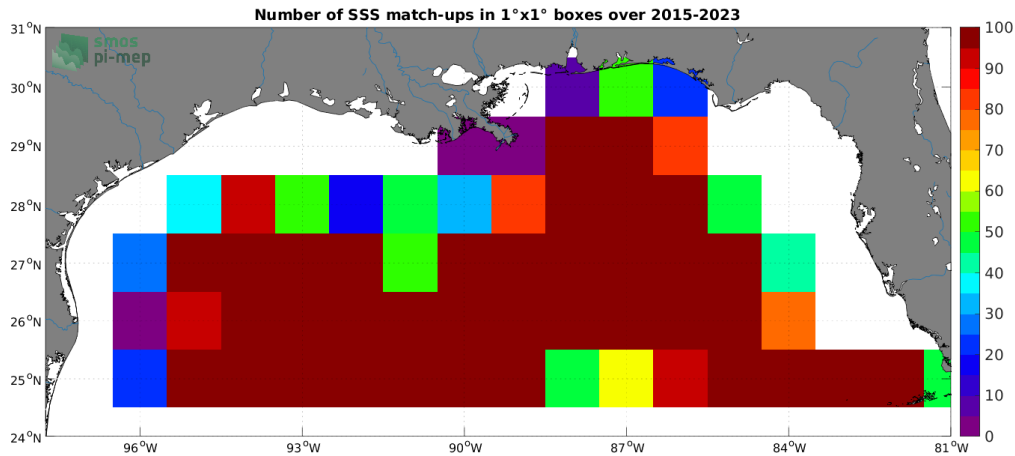 Number of SSS match-ups in 1°x1° boxes over 2015-2023
smos
pi-mep
31°N
30°N
29°N
28°N
27°N
26°N
25°N
24°N
96°W
93°W
90°W
87°W
84°W
81°W
100
90
80
70
60
50
40
30
20
10
0